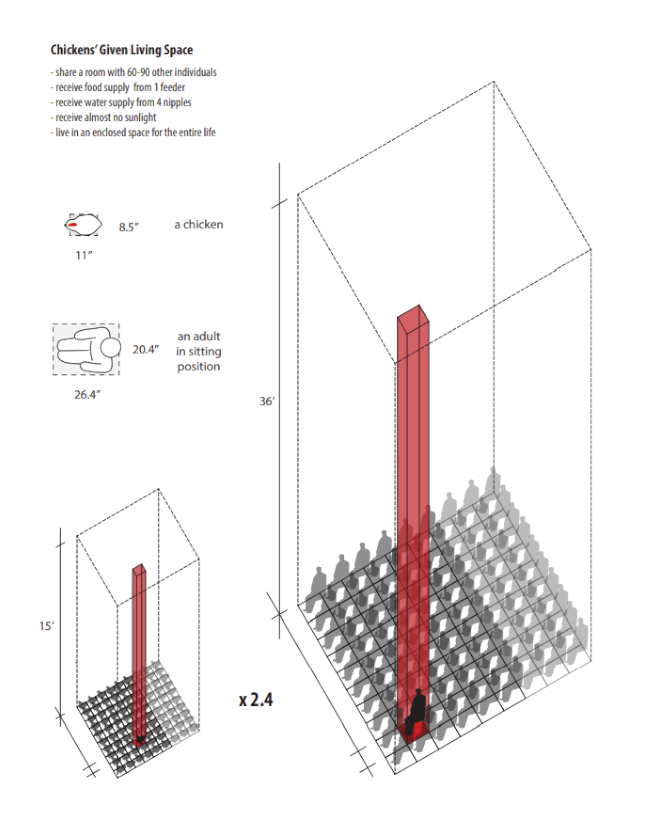 Chickens' Given Living Space
- share a room with 60-90 other individuals
- receive food supply from 1 feeder
- receive water supply from 4 nipples
- receive almost no sunlight
- live in an enclosed space for the entire life
8.5"
a chicken
11"
an adult
in sitting
position
20.4"
26.4"
36'
15'
x 2.4